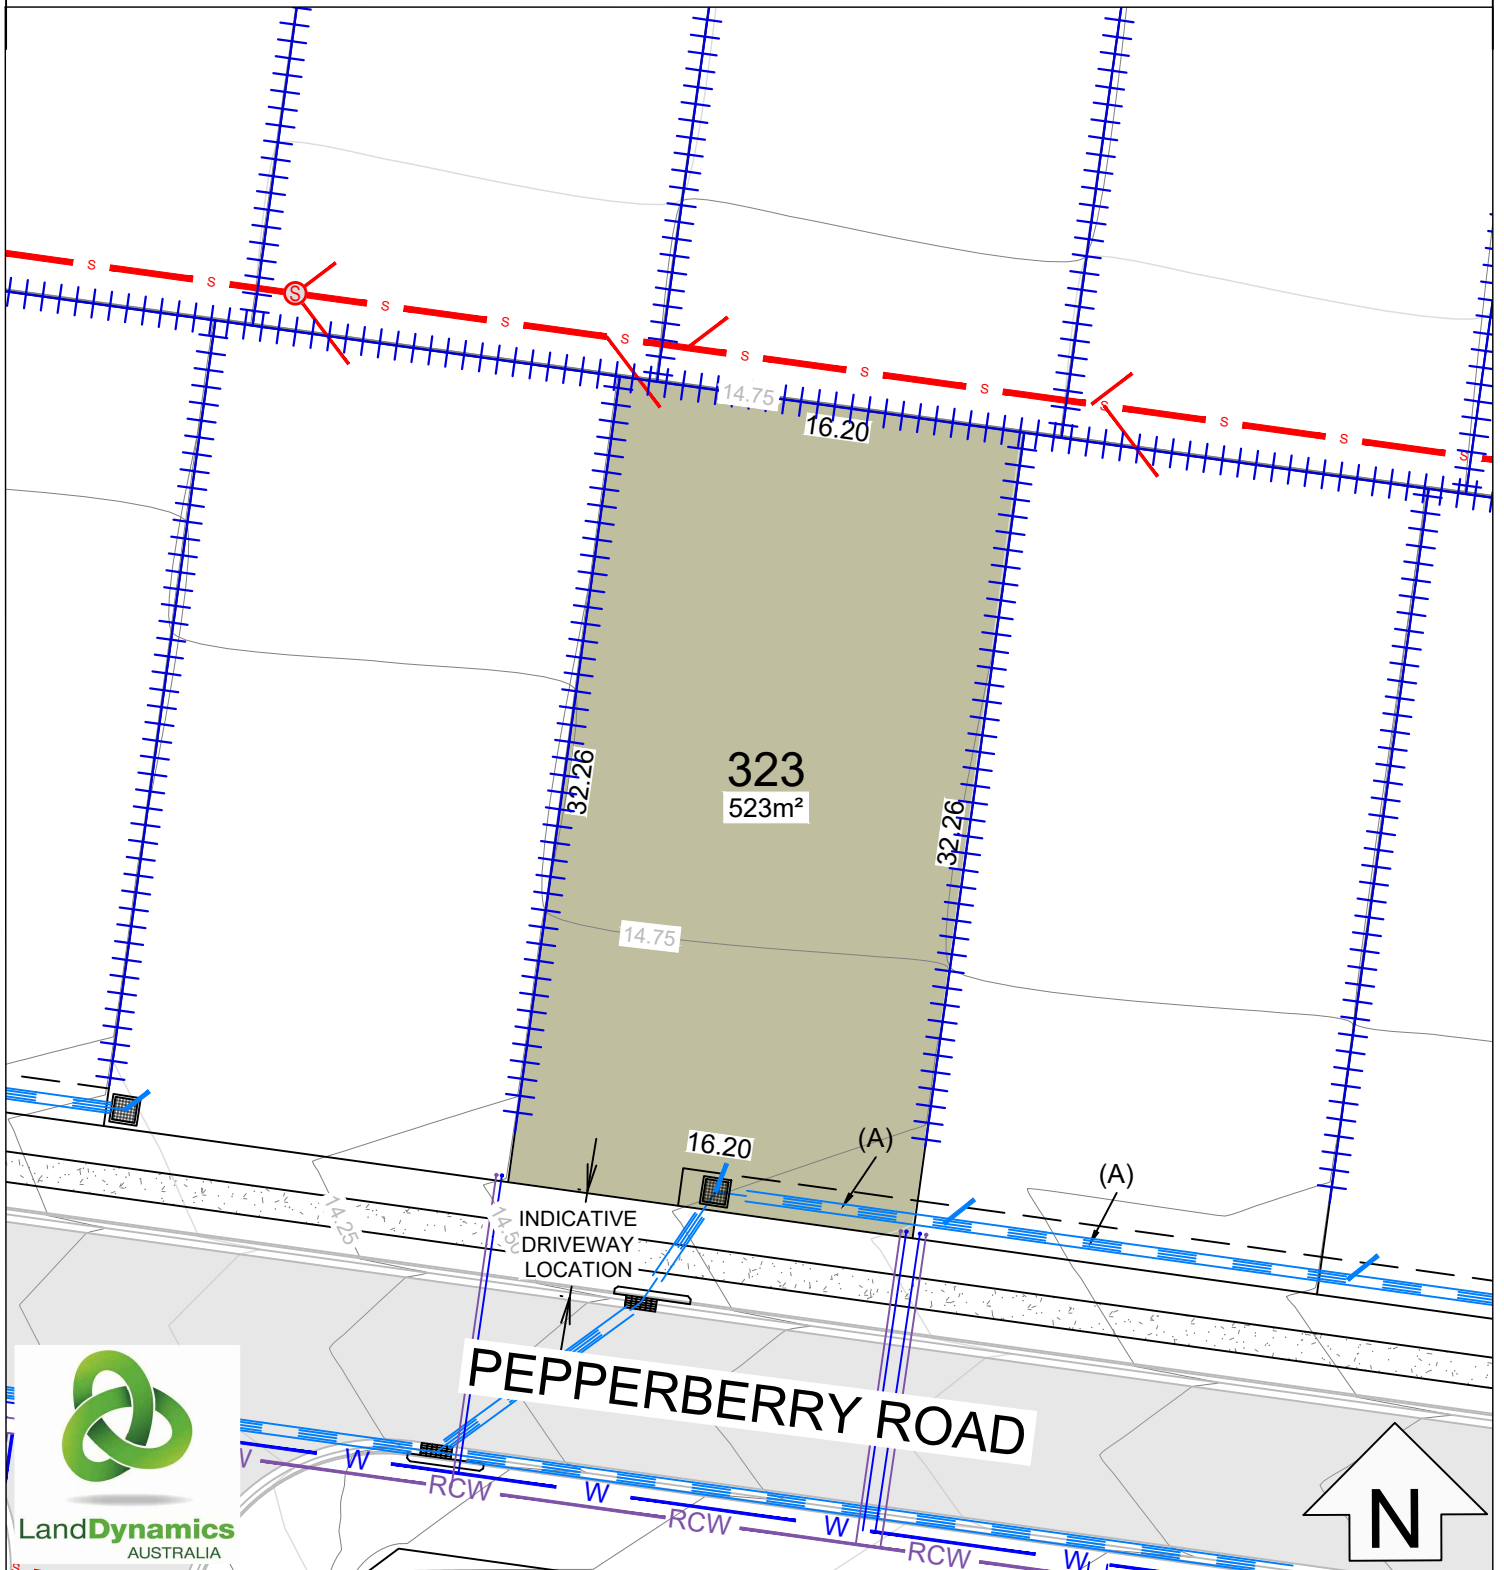 S
S
S
S
S
S
S
S
S
S
S
S
S
14.75
16.20
32.26
323
523m²
32.26
14.75
16.20
(A)
(A)
14.25
14.50
INDICATIVE
DRIVEWAY
LOCATION
PEPPERBERRY ROAD
W
W
W
W
W
RCW
RCW
RCW
LandDynamics
AUSTRALIA
S
N